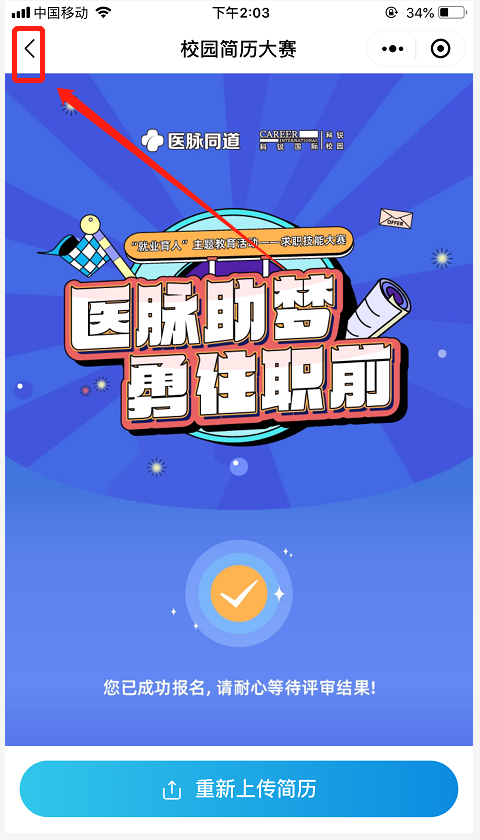 中国移动 下午2:03 34%
校园简历大赛
医脉同道 CAREER INTERNATIONAL 科锐国际 科锐校园
“就业育人”主题教育活动——求职技能大赛
OFFER
医脉助梦
勇往职前
您已成功报名, 请耐心等待评审结果!
重新上传简历